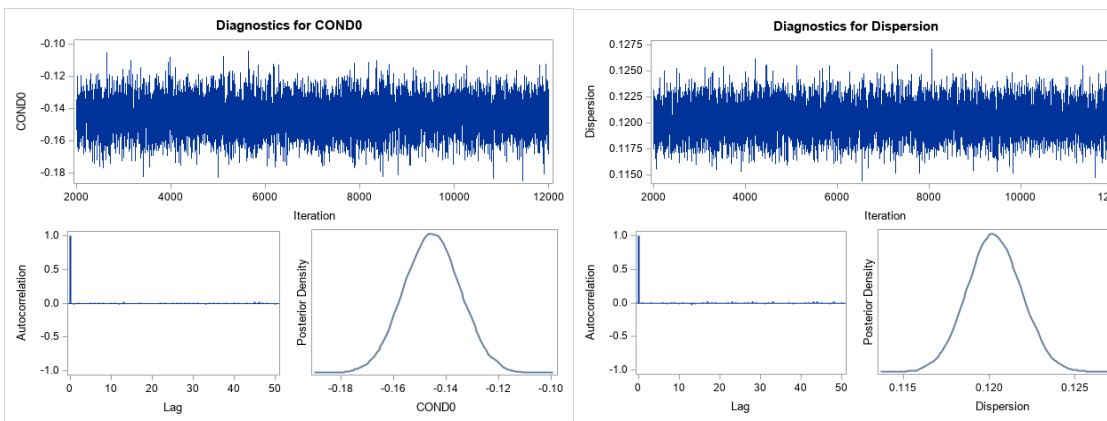 Diagnostics for COND0
-0.10
-0.12
-0.14
-0.16
-0.18
COND0
2000 4000 6000 8000 10000 12000
Iteration
1.0
0.5
0.0
-0.5
-1.0
Autocorrelation
0 10 20 30 40 50
Lag
Posterior Density
-0.18 -0.16 -0.14 -0.12 -0.10
COND0
Diagnostics for Dispersion
0.1275
0.1250
0.1225
0.1200
0.1175
0.1150
Dispersion
2000 4000 6000 8000 10000 12
Iteration
1.0
0.5
0.0
-0.5
-1.0
Autocorrelation
0 10 20 30 40 50
Lag
Posterior Density
0.115 0.120 0.125
Dispersion